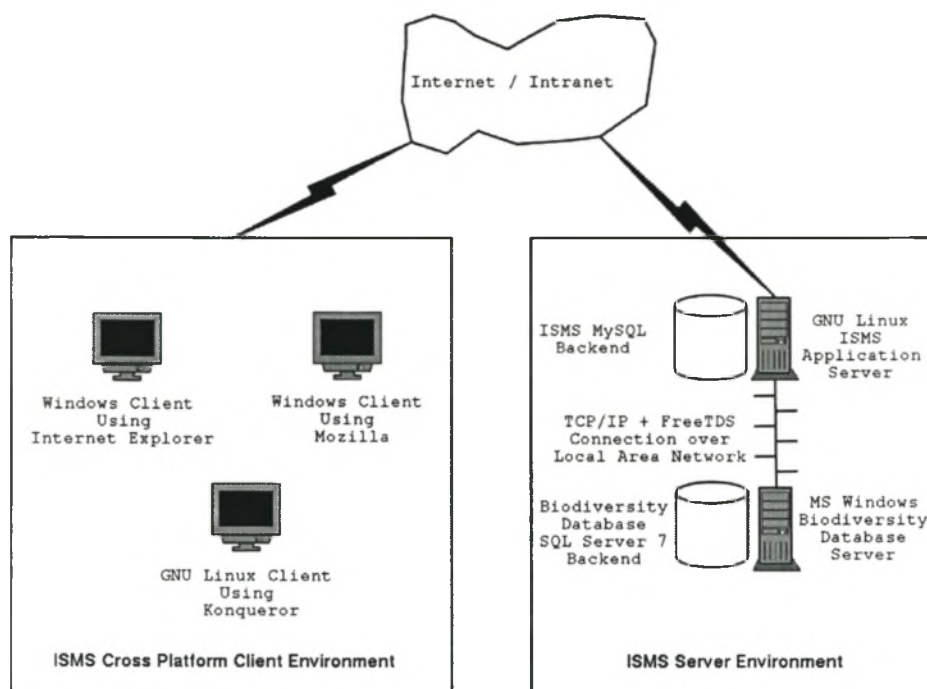 Internet / Intranet
Windows Client
Using
Internet Explorer
Windows Client
Using
Mozilla
GNU Linux Client
Using
Konqueror
ISMS Cross Platform Client Environment
ISMS MySQL
Backend
GNU Linux
ISMS
Application
Server
TCP/IP + FreeTDS
Connection over
Local Area Network
Biodiversity
Database
SQL Server 7
Backend
MS Windows
Biodiversity
Database
Server
ISMS Server Environment